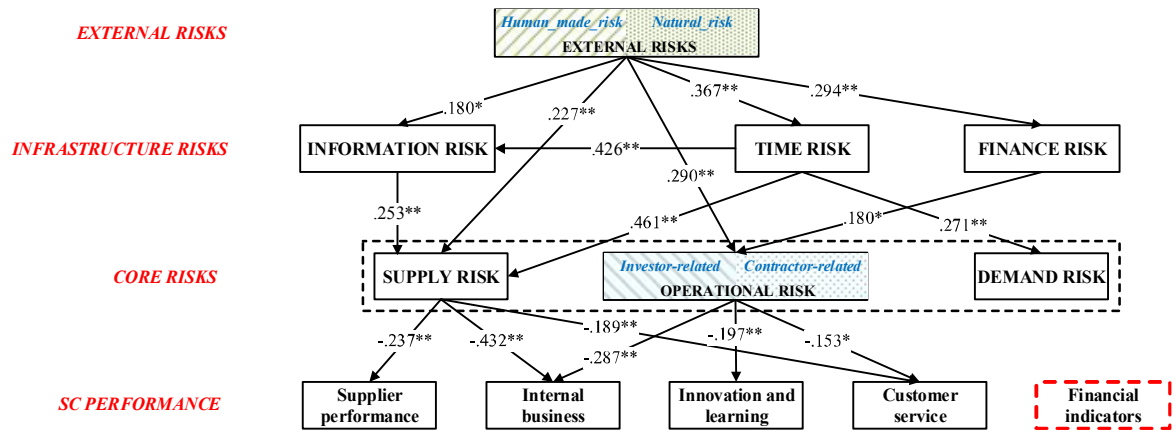 EXTERNAL RISKS
Human_made_risk
Natural_risk
EXTERNAL RISKS
.180*
.227**
.367**
.294**
INFRASTRUCTURE RISKS
INFORMATION RISK
.426**
TIME RISK
FINANCE RISK
.290**
.253**
.461**
.180*
.271**
CORE RISKS
SUPPLY RISK
Investor-related
Contractor-related
OPERATIONAL RISK
DEMAND RISK
-.237**
-.432**
-.189**
-.287**
-.197**
-.153*
SC PERFORMANCE
Supplier
performance
Internal
business
Innovation and
learning
Customer
service
Financial
indicators